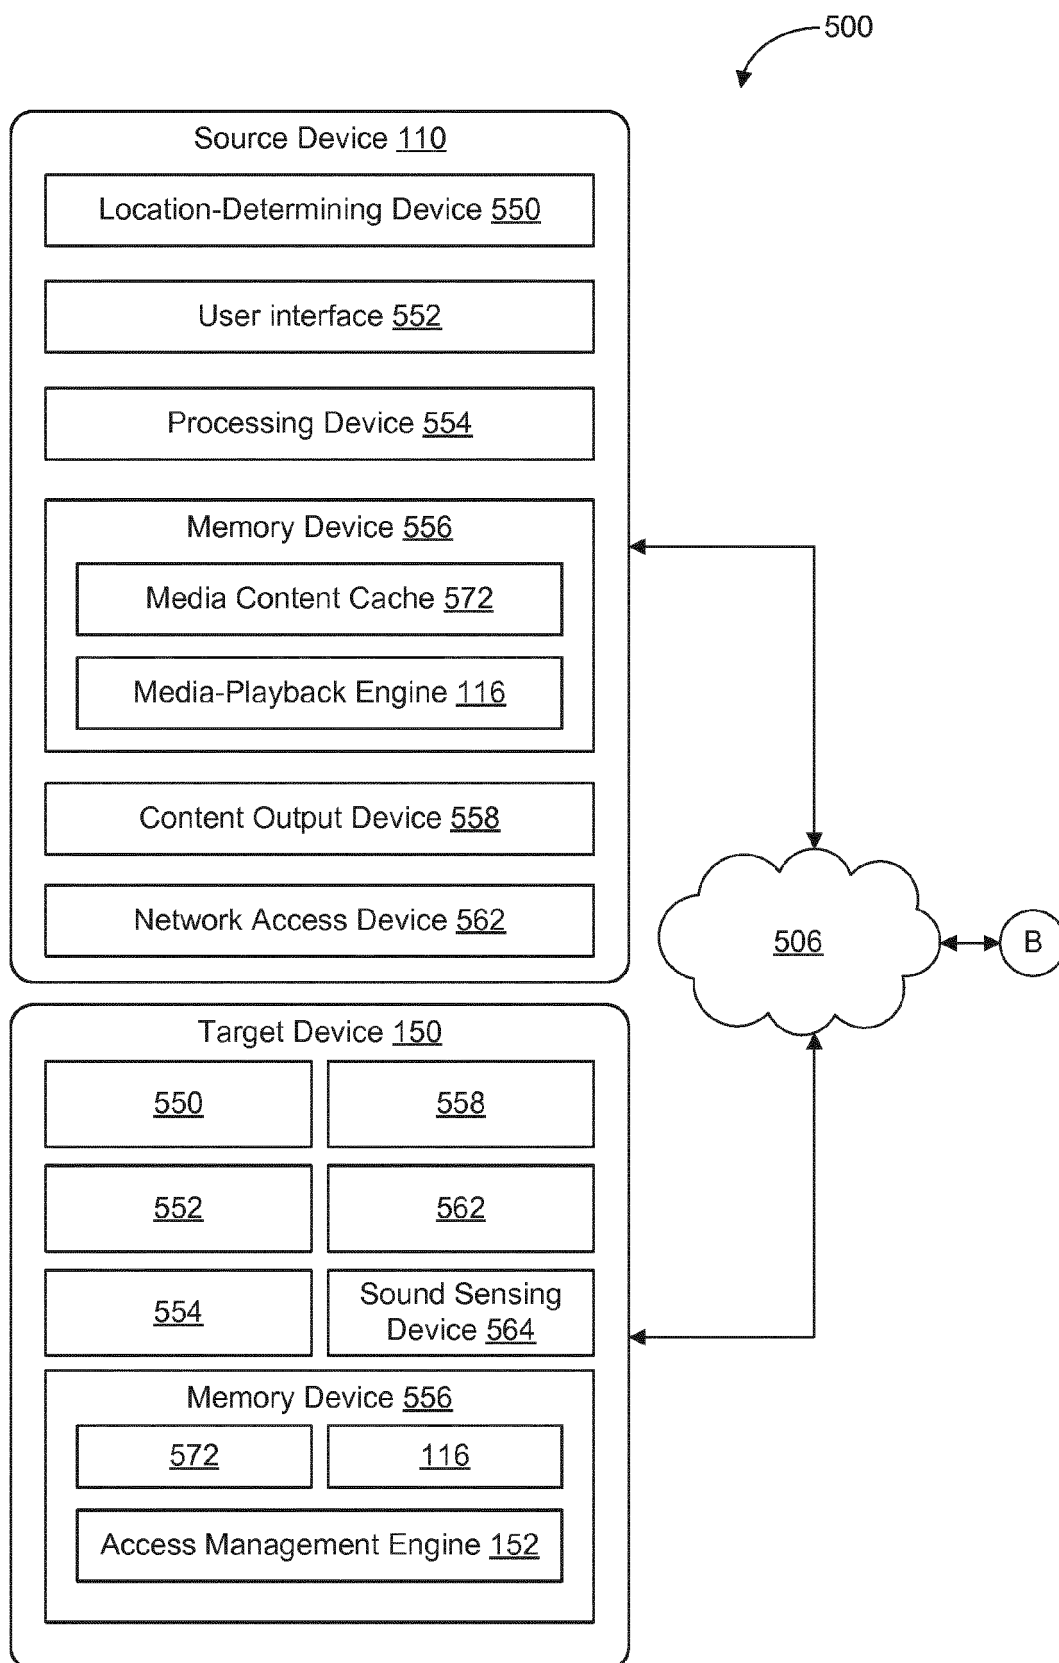 500
Source Device 110
Location-Determining Device 550
User interface 552
Processing Device 554
Memory Device 556
Media Content Cache 572
Media-Playback Engine 116
Content Output Device 558
Network Access Device 562
506
B
Target Device 150
550
558
552
562
554
Sound Sensing
Device 564
Memory Device 556
572
116
Access Management Engine 152